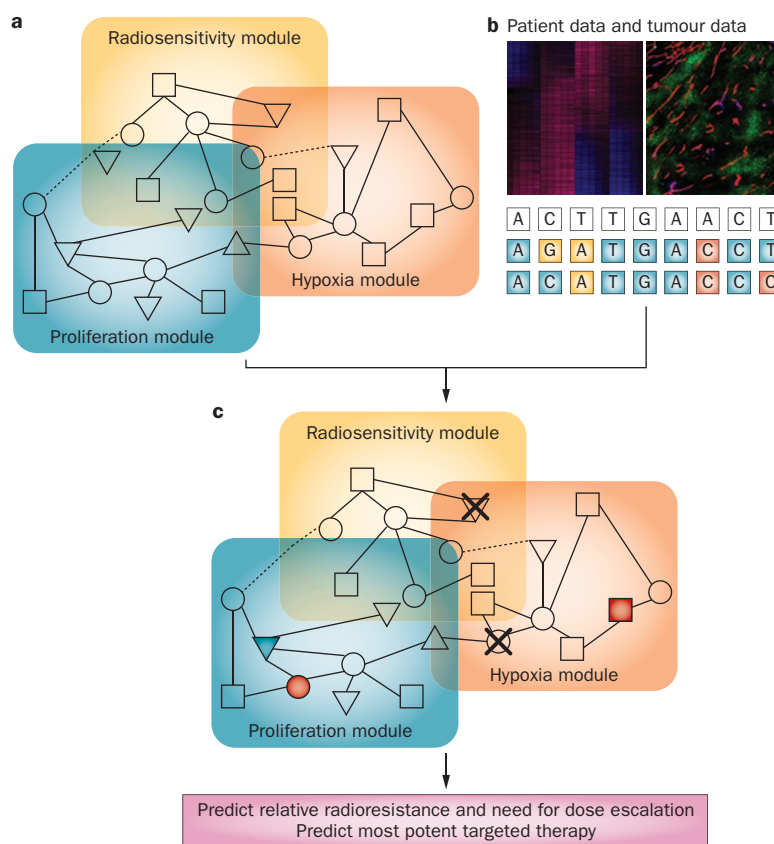 a
Radiosensitivity module
Hypoxia module
Proliferation module
b Patient data and tumour data
A C T T G A A C T
A G A T G A C C T
A C A T G A C C C
c
Radiosensitivity module
Hypoxia module
Proliferation module
Predict relative radioresistance and need for dose escalation
Predict most potent targeted therapy